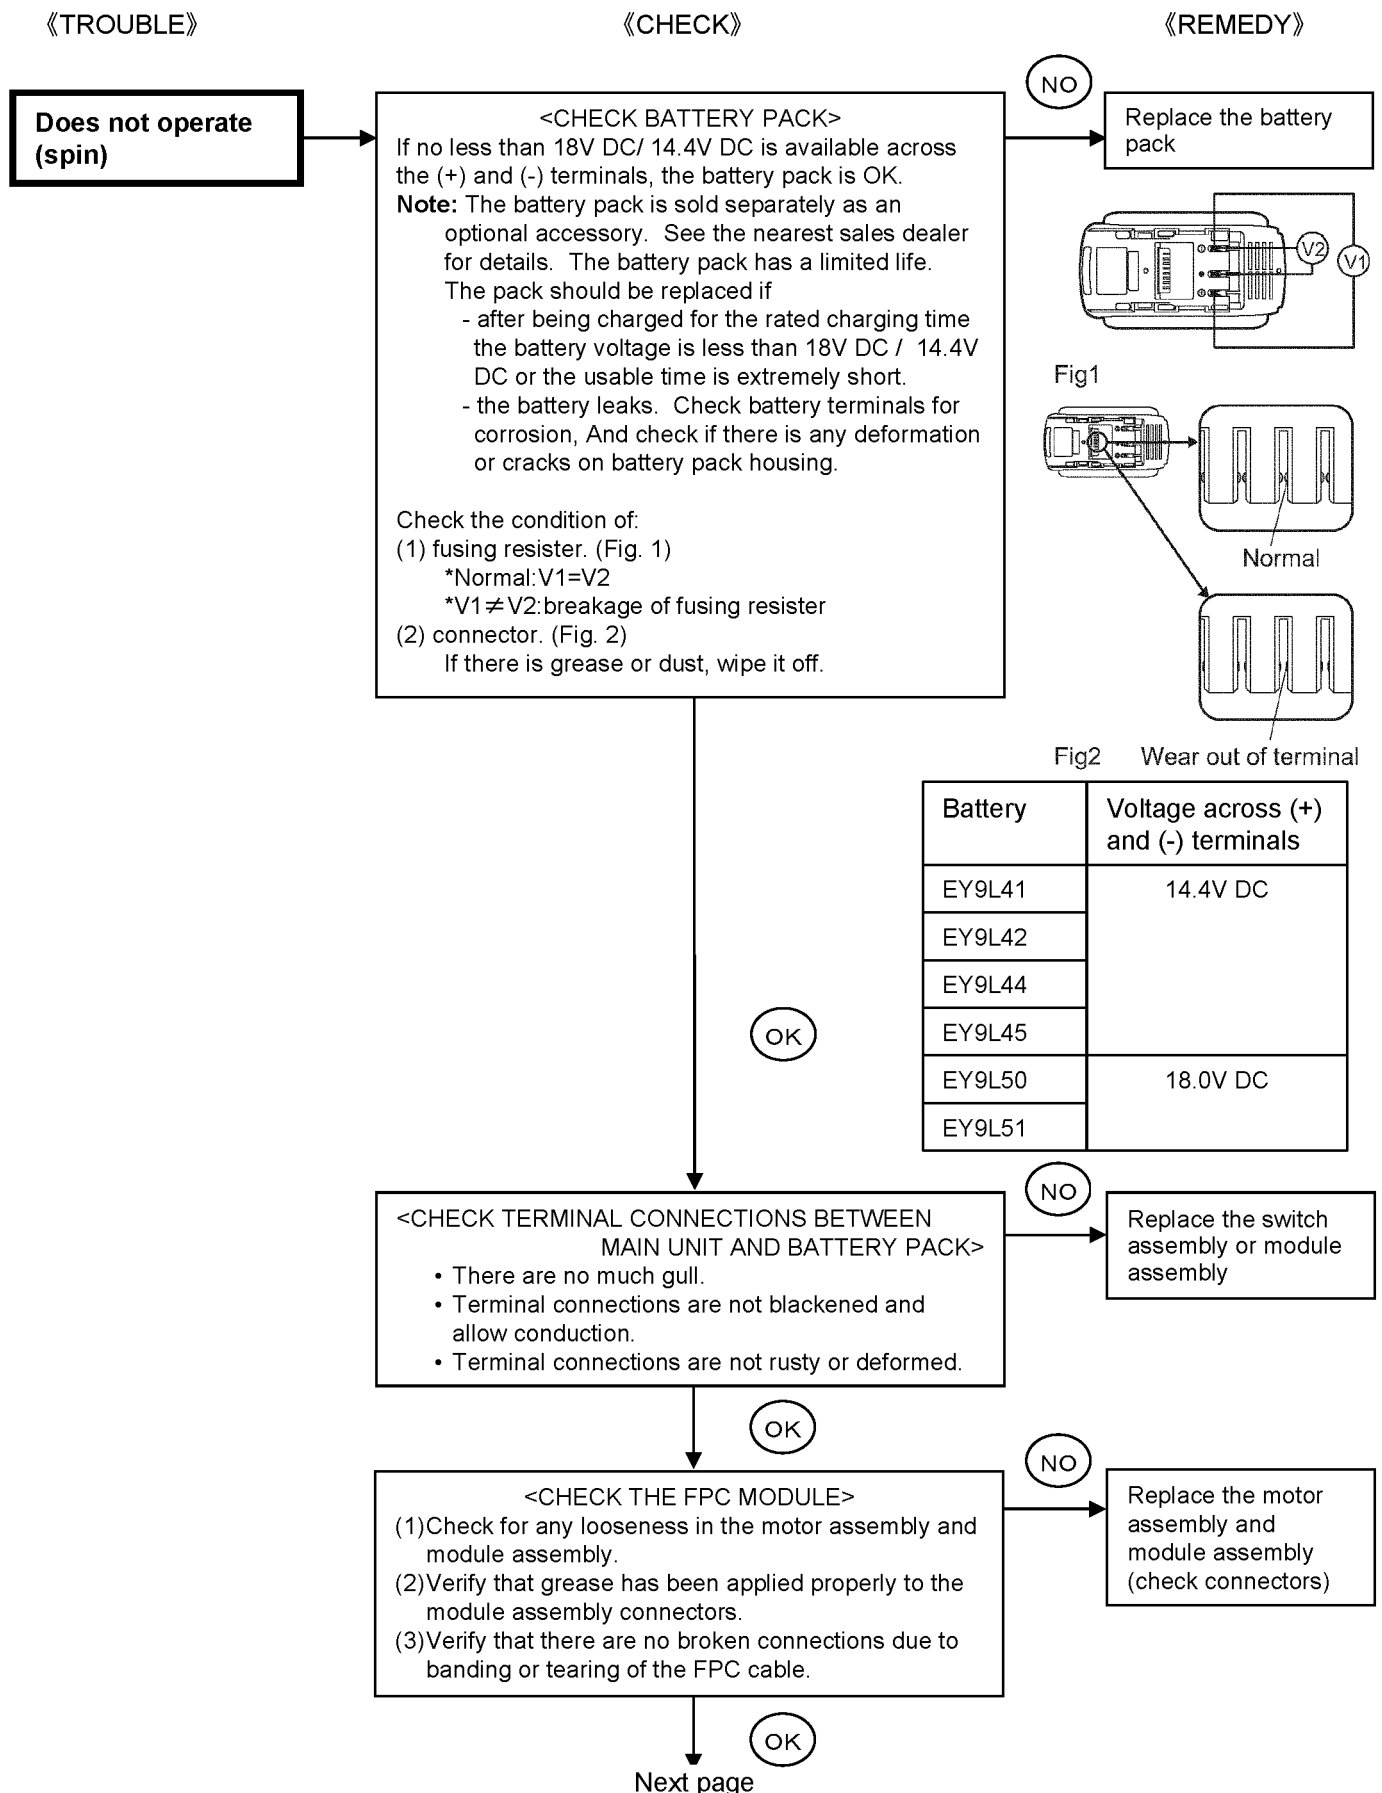 《TROUBLE》
《CHECK》
《REMEDY》
Does not operate
(spin)
<CHECK BATTERY PACK>
If no less than 18V DC/ 14.4V DC is available across
the (+) and (-) terminals, the battery pack is OK.
Note: The battery pack is sold separately as an
optional accessory. See the nearest sales dealer
for details. The battery pack has a limited life.
The pack should be replaced if
- after being charged for the rated charging time
the battery voltage is less than 18V DC / 14.4V
DC or the usable time is extremely short.
- the battery leaks. Check battery terminals for
corrosion, And check if there is any deformation
or cracks on battery pack housing.
Check the condition of:
(1) fusing resister. (Fig. 1)
*Normal:V1=V2
*V1≠V2:breakage of fusing resister
(2) connector. (Fig. 2)
If there is grease or dust, wipe it off.
NO
Replace the battery
pack
V2
V1
Fig1
Normal
Fig2
Wear out of terminal
Battery
Voltage across (+)
and (-) terminals
EY9L41
14.4V DC
EY9L42
EY9L44
EY9L45
EY9L50
18.0V DC
EY9L51
OK
<CHECK TERMINAL CONNECTIONS BETWEEN
MAIN UNIT AND BATTERY PACK>
• There are no much gull.
• Terminal connections are not blackened and
allow conduction.
• Terminal connections are not rusty or deformed.
NO
Replace the switch
assembly or module
assembly
OK
<CHECK THE FPC MODULE>
(1)Check for any looseness in the motor assembly and
module assembly.
(2)Verify that grease has been applied properly to the
module assembly connectors.
(3)Verify that there are no broken connections due to
banding or tearing of the FPC cable.
NO
Replace the motor
assembly and
module assembly
(check connectors)
OK
Next page